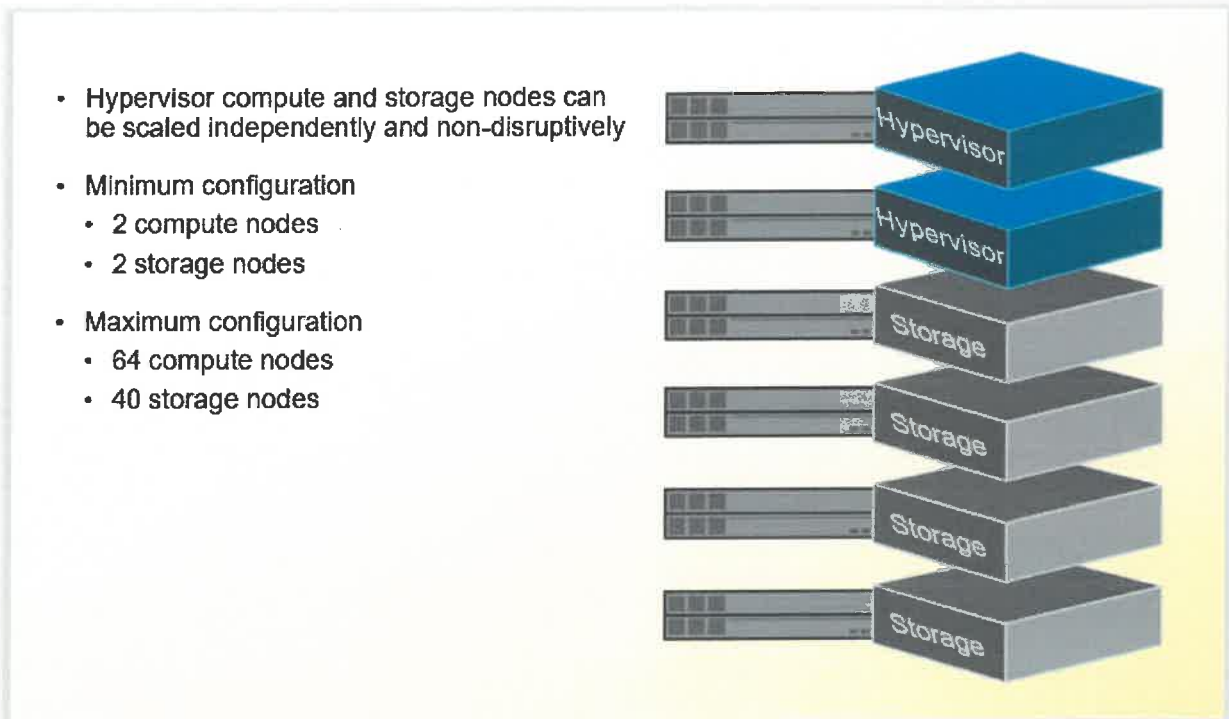 • Hypervisor compute and storage nodes can
be scaled independently and non-disruptively
• Minimum configuration
• 2 compute nodes
• 2 storage nodes
• Maximum configuration
• 64 compute nodes
• 40 storage nodes
Hypervisor
Hypervisor
Storage
Storage
Storage
Storage